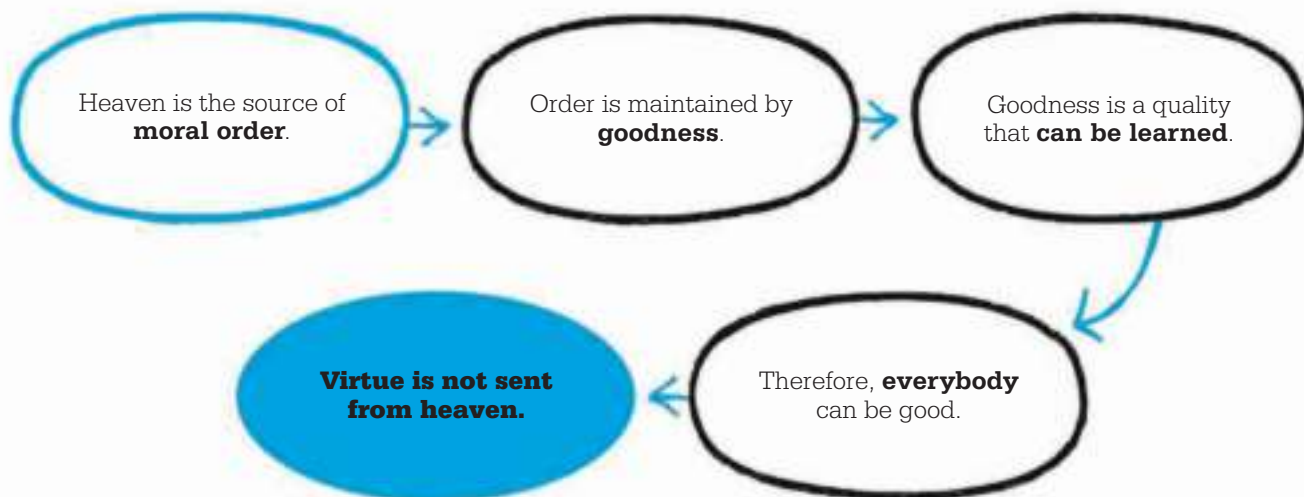 Heaven is the source of
moral order.
Order is maintained by
goodness.
Goodness is a quality
that can be learned.
Therefore, everybody
can be good.
Virtue is not sent
from heaven.